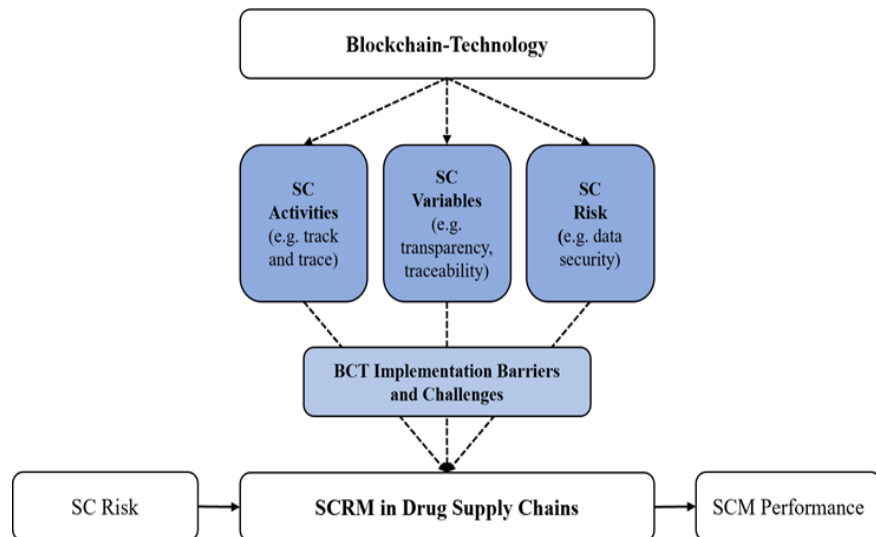 Blockchain-Technology
SC
Activities
(e.g. track
and trace)
SC
Variables
(e.g.
transparency,
traceability)
SC
Risk
(e.g. data
security)
BCT Implementation Barriers
and Challenges
SC Risk
SCRM in Drug Supply Chains
SCM Performance